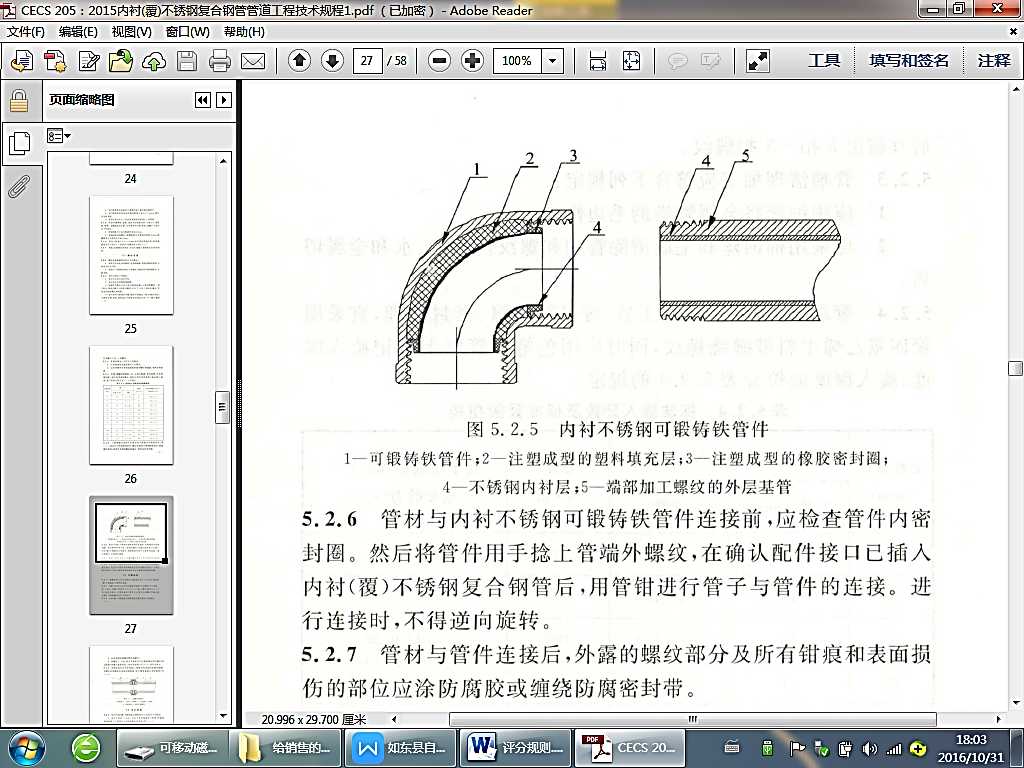 CECS 205：2015内衬(覆)不锈钢复合钢管管道工程技术规程1.pdf （已加密） - Adobe Reader
文件(F) 编辑(E) 视图(V) 窗口(W) 帮助(H)
27 / 58 100% 工具 填写和签名 注释
页面缩略图
24
25
26
27
1 2 3 4
4 5
图 5.2.5 内衬不锈钢可锻铸铁管件
1—可锻铸铁管件;2—注塑成型的塑料填充层;3—注塑成型的橡胶密封圈;
4—不锈钢内衬层;5—端部加工螺纹的外层基管
5.2.6 管材与内衬不锈钢可锻铸铁管件连接前,应检查管件内密
封圈。然后将管件用手捻上管端外螺纹,在确认配件接口已插入
内衬(覆)不锈钢复合钢管后,用管钳进行管子与管件的连接。进
行连接时,不得逆向旋转。
5.2.7 管材与管件连接后,外露的螺纹部分及所有钳痕和表面损
伤的部位应涂防腐胶或缠绕防腐密封带。
20.996 x 29.700 厘米
可移动磁... 给销售的... 如东县自... 评分规则... CECS 20...
18:03
2016/10/31